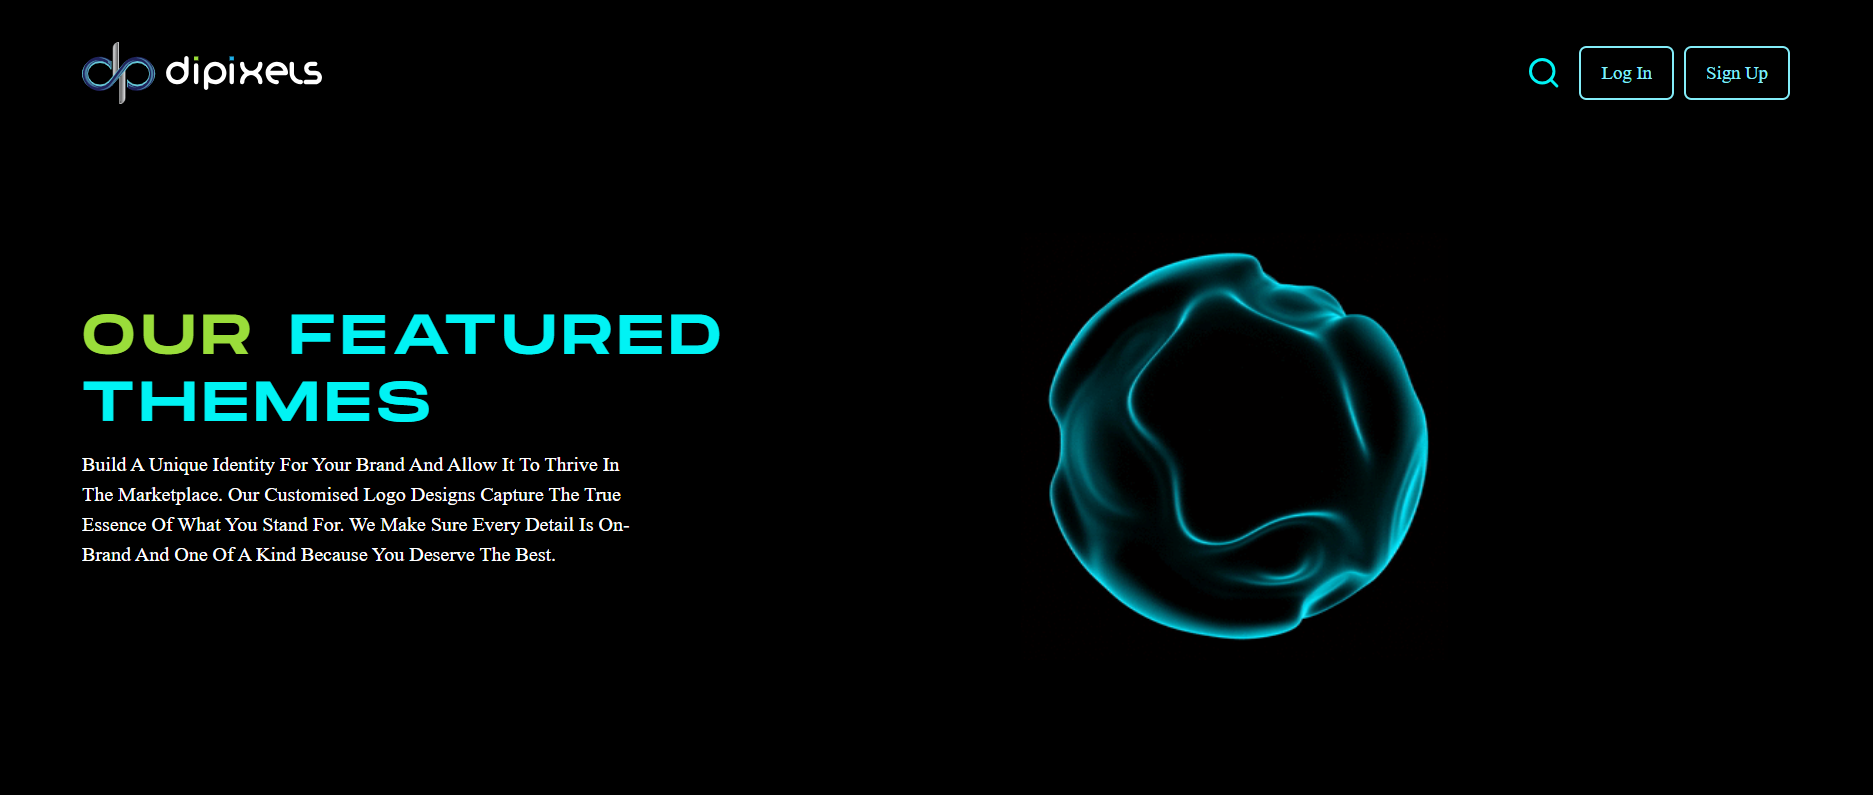 dp dipixels
Log In
Sign Up
OUR FEATURED
THEMES
Build A Unique Identity For Your Brand And Allow It To Thrive In
The Marketplace. Our Customised Logo Designs Capture The True
Essence Of What You Stand For. We Make Sure Every Detail Is On-
Brand And One Of A Kind Because You Deserve The Best.